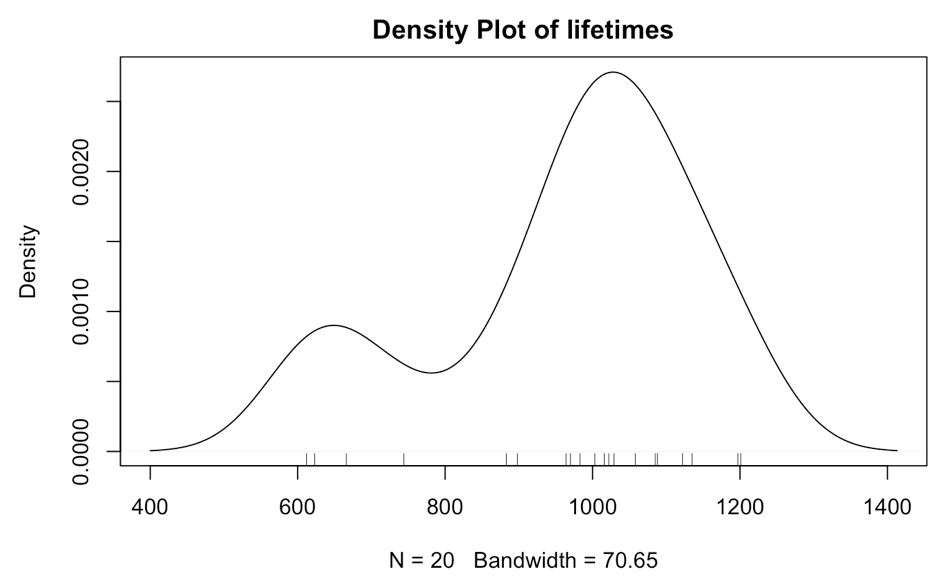 Density Plot of lifetimes
Density
0.0020
0.0010
0.0000
400 600 800 1000 1200 1400
N = 20 Bandwidth = 70.65